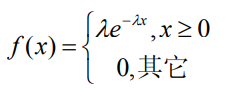 f(x) = { λe^{-λx}, x ≥ 0
0, 其它